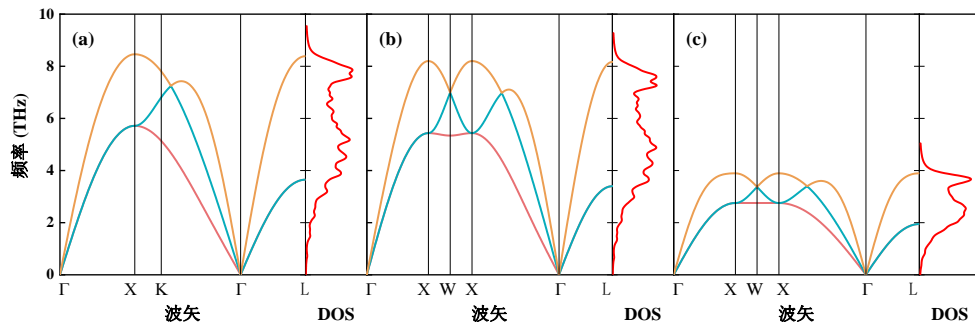 10
8
6
4
2
0
频率 (THz)
(a)
(b)
(c)
Γ X K Γ L
Γ X W X Γ L
Γ X W X Γ L
波矢 DOS 波矢 DOS 波矢 DOS